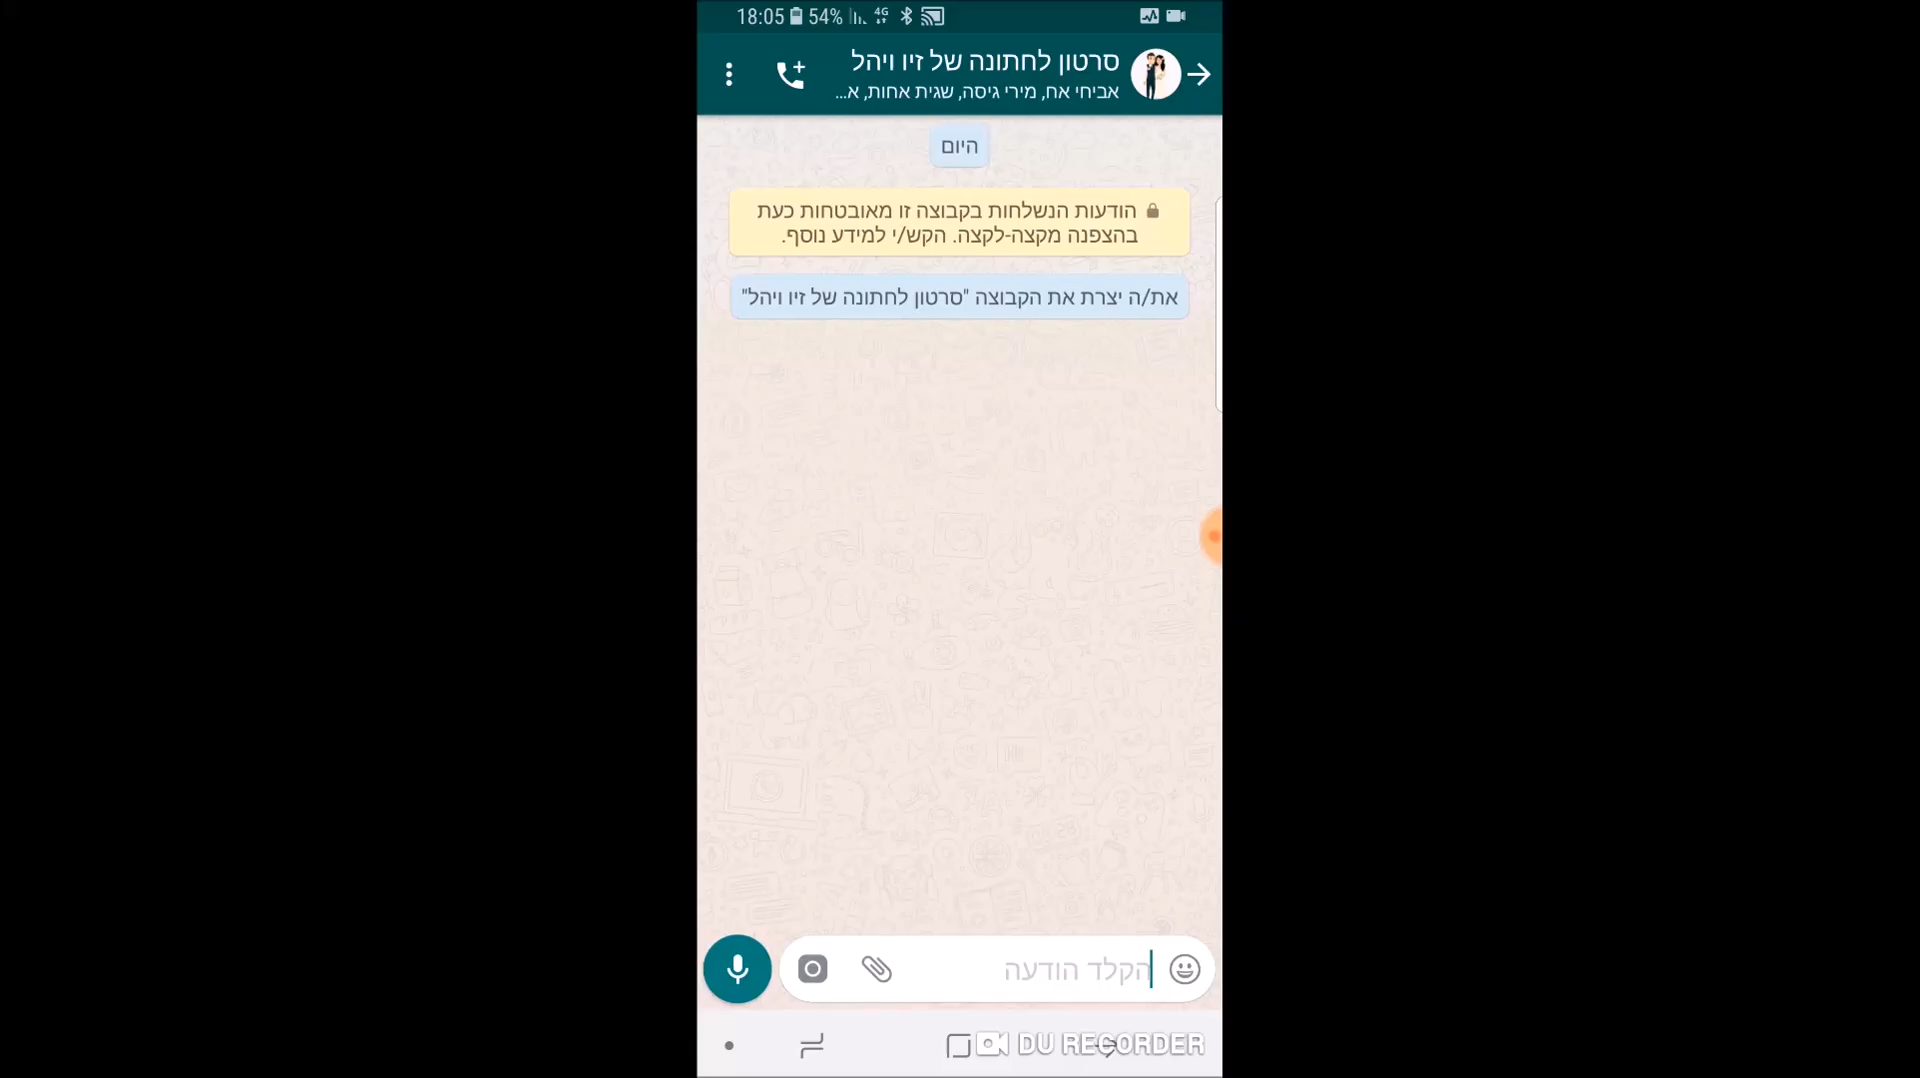 18:05 54% 4G
סרטון לחתונה של זיו ויהל
אביחי אח, מירי גיסה, שגית אחות, א...
היום
הודעות הנשלחות בקבוצה זו מאובטחות כעת
בהצפנה מקצה-לקצה. הקש/י למידע נוסף.
את/ה יצרת את הקבוצה "סרטון לחתונה של זיו ויהל"
הקלד הודעה
DU RECORDER